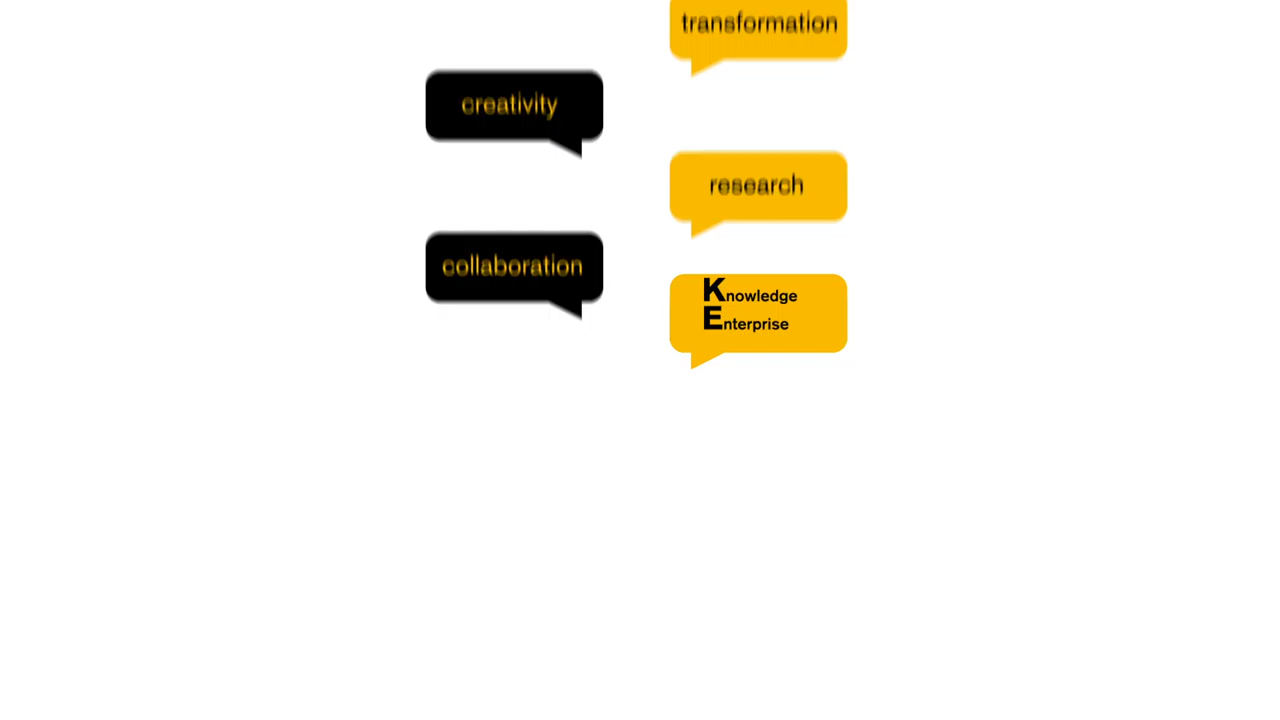 transformation
creativity
research
collaboration
Knowledge
Enterprise